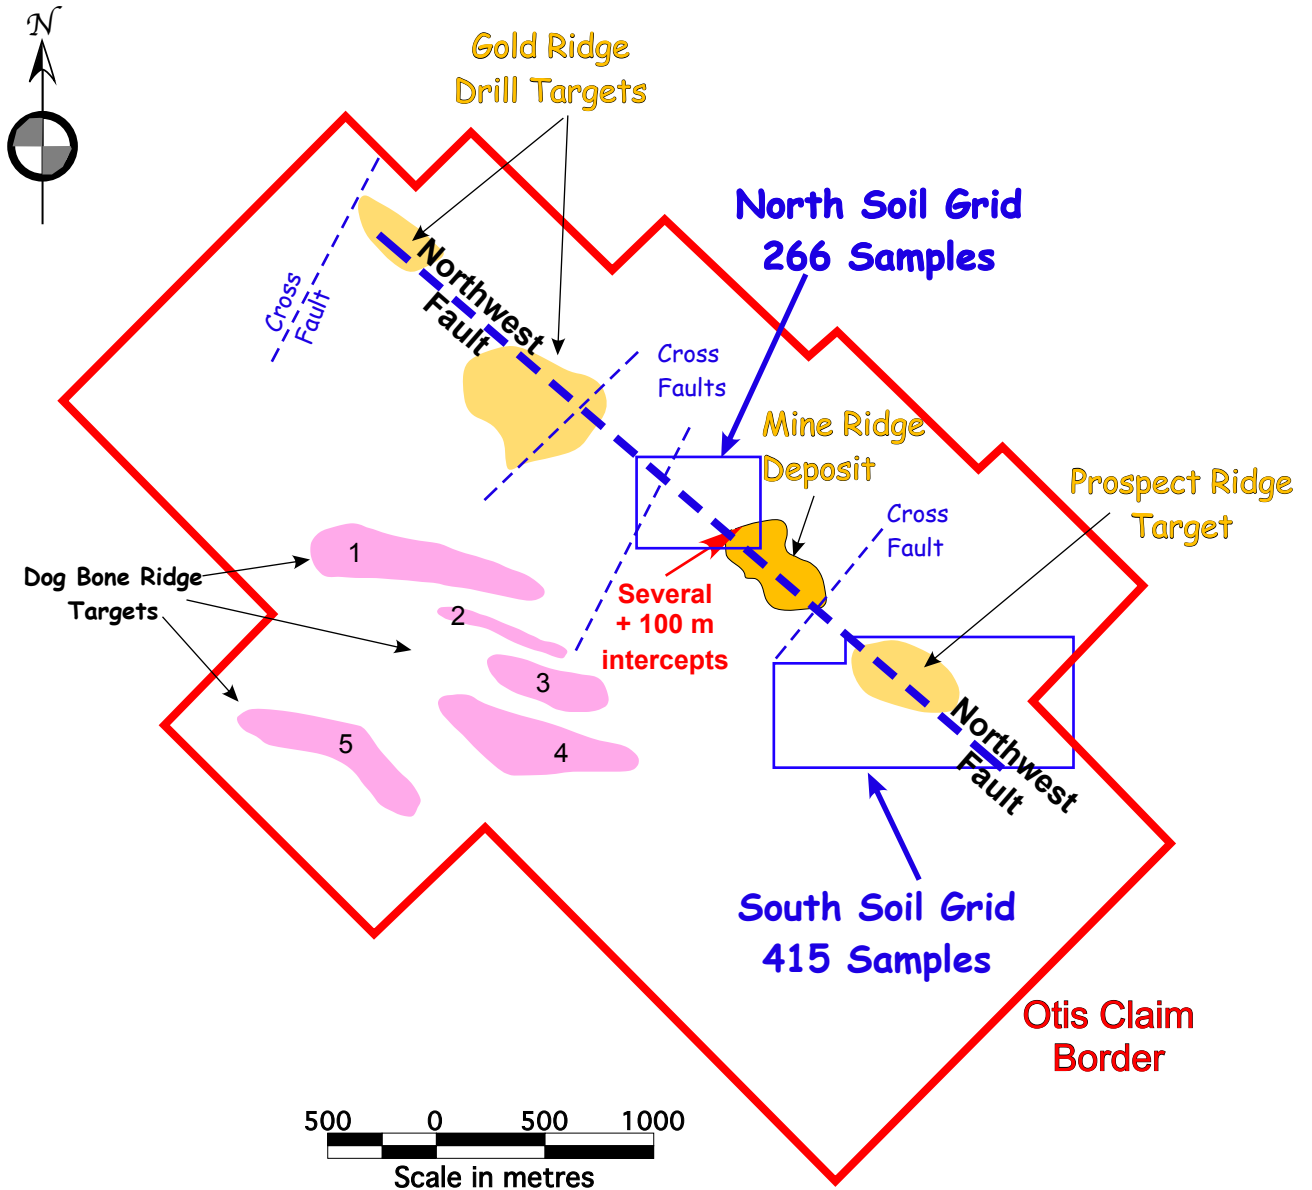 N
Gold Ridge
Drill Targets
North Soil Grid
266 Samples
Northwest
Fault
Cross
Fault
Cross
Faults
Mine Ridge
Deposit
Prospect Ridge
Target
Cross
Fault
Dog Bone Ridge
Targets
1
2
3
4
5
Several
+ 100 m
intercepts
Northwest
Fault
South Soil Grid
415 Samples
Otis Claim
Border
500 0 500 1000
Scale in metres